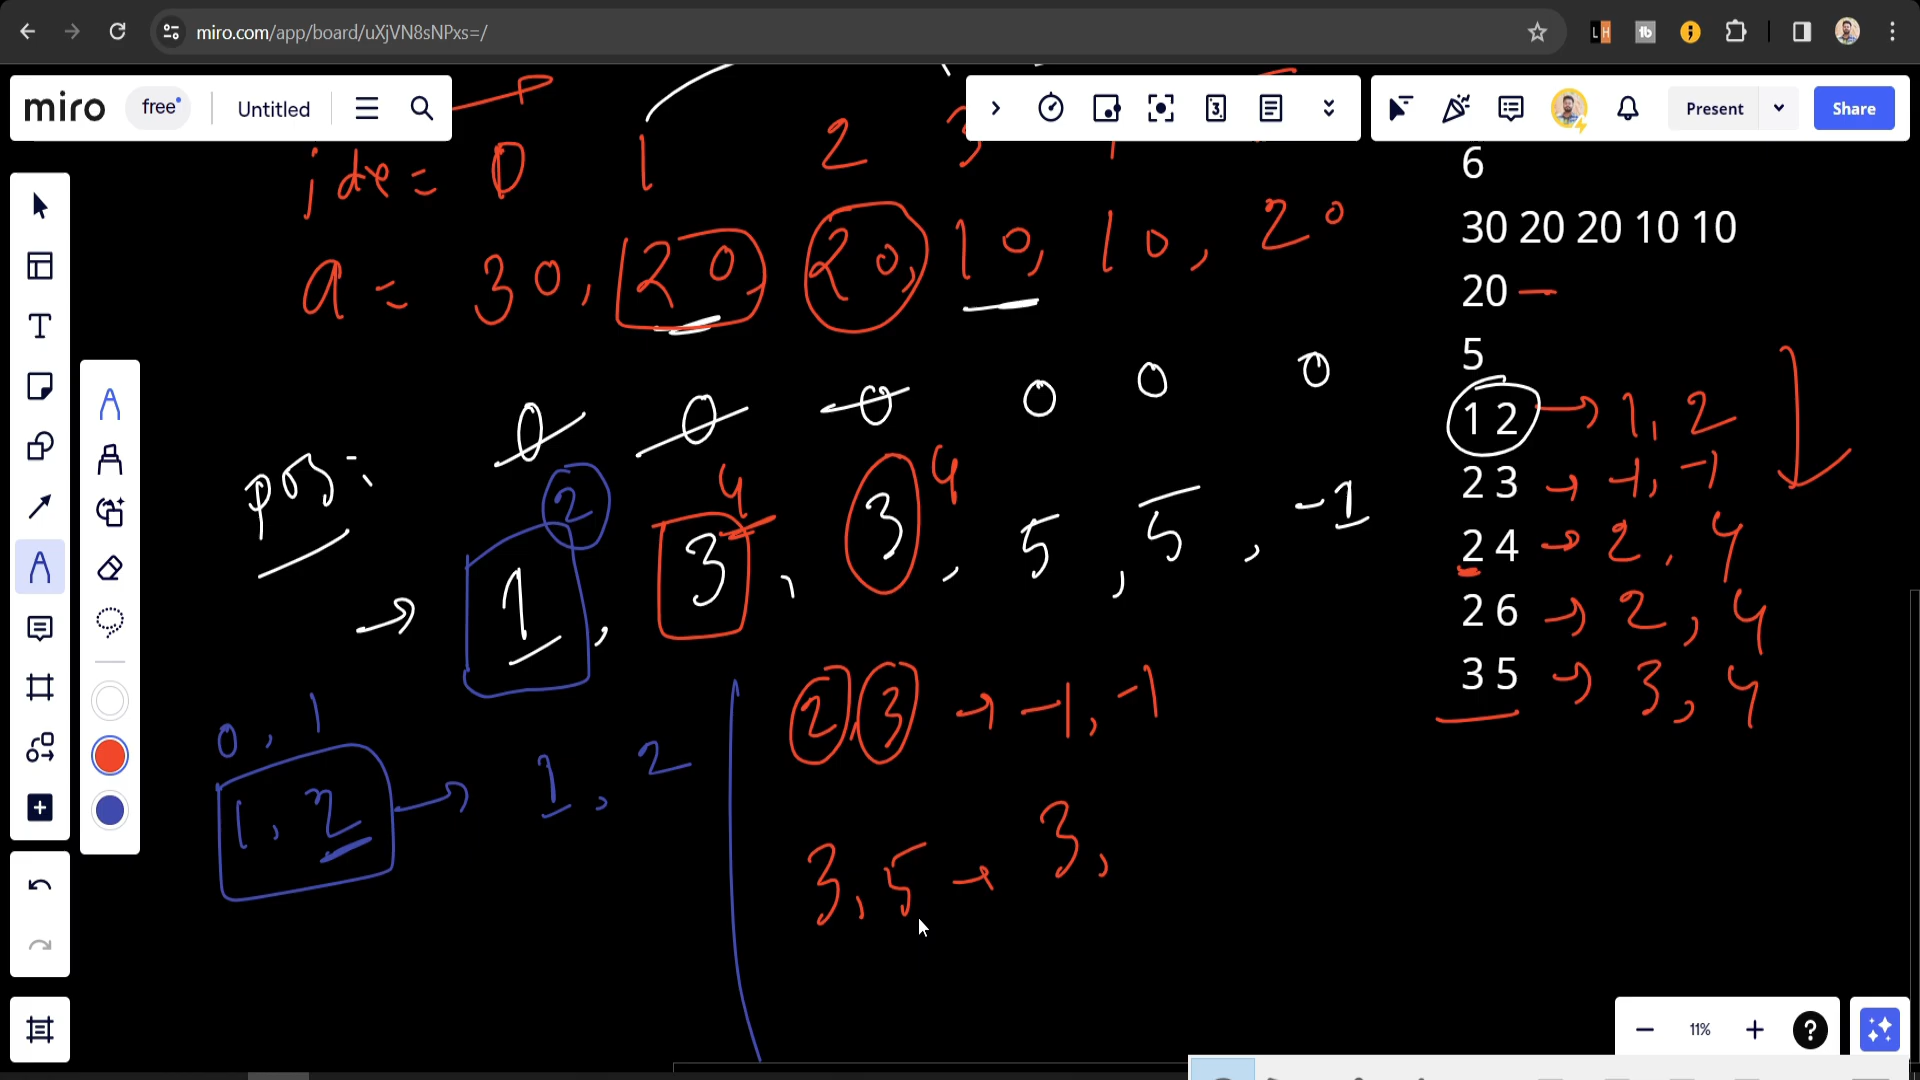 miro.com/app/board/uXjVN8sNPxs=/
miro free Untitled
Present Share
idx = 0 1 2 3
a = 30, 20, 20, 10, 10, 20
6
30 20 20 10 10
20
5
1 2 → 1, 2
2 3 → -1, -1
2 4 → 2, 4
2 6 → 2, 4
3 5 → 3, 4
0 0 0 0 0 0
pos:
2 4 4
→ 1, 3, 3, 5, 5, -1
0, 1
1, 2 → 1, 2
2, 3 → -1, -1
3, 5 → 3,
11%